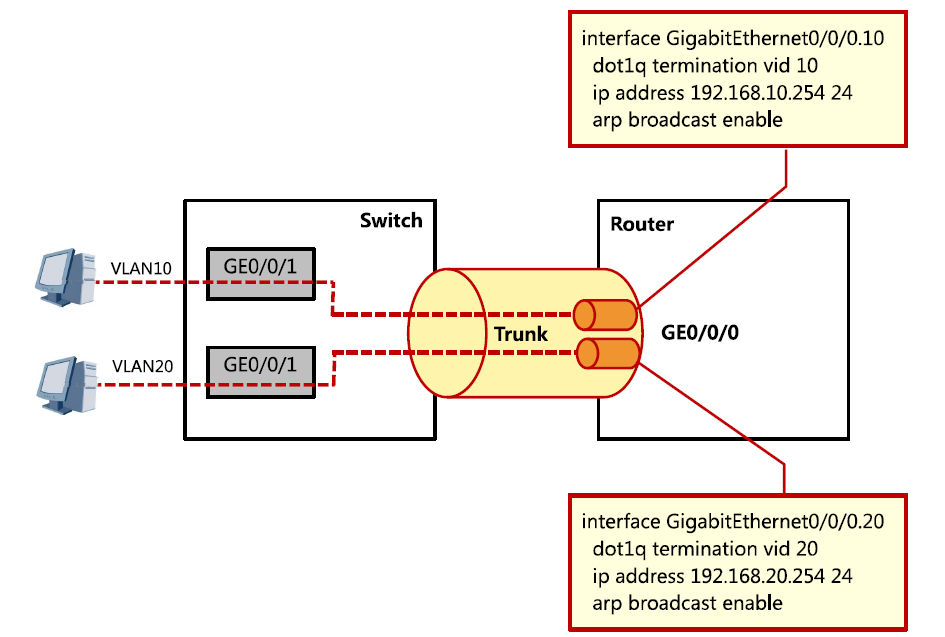 interface GigabitEthernet0/0/0.10
dot1q termination vid 10
ip address 192.168.10.254 24
arp broadcast enable
Switch
Router
VLAN10
GE0/0/1
Trunk
GE0/0/0
VLAN20
GE0/0/1
interface GigabitEthernet0/0/0.20
dot1q termination vid 20
ip address 192.168.20.254 24
arp broadcast enable